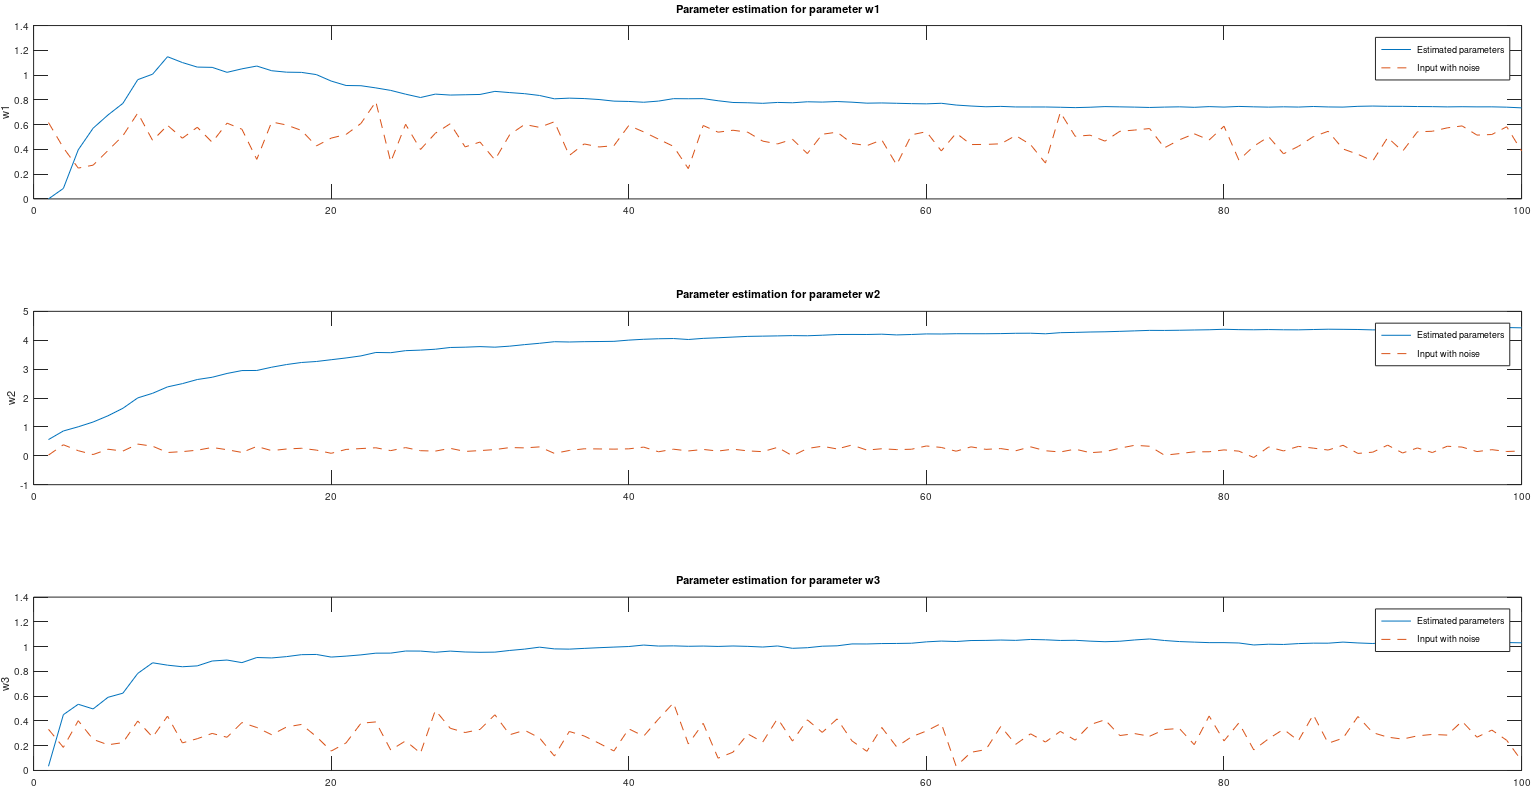 Parameter estimation for parameter w1
1.4
1.2
1
0.8
0.6
0.4
0.2
0
w1
Estimated parameters
Input with noise
0 20 40 60 80 100
Parameter estimation for parameter w2
5
4
3
2
1
0
-1
w2
Estimated parameters
Input with noise
0 20 40 60 80 100
Parameter estimation for parameter w3
1.4
1.2
1
0.8
0.6
0.4
0.2
0
w3
Estimated parameters
Input with noise
0 20 40 60 80 100